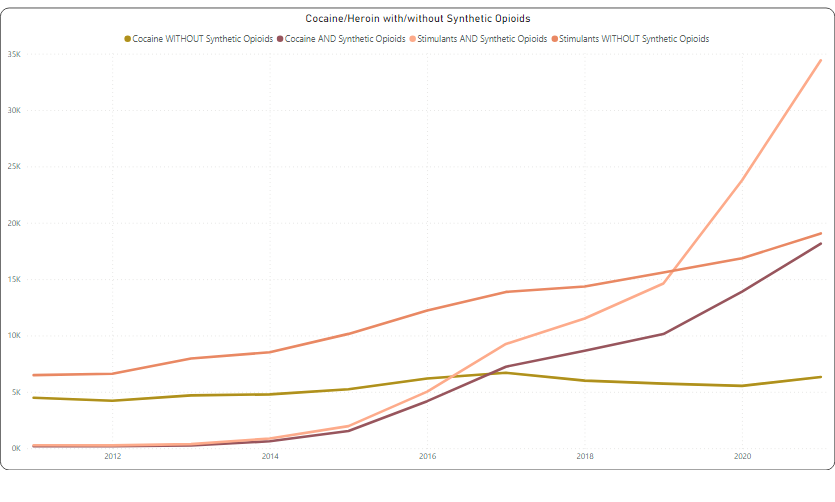 Cocaine/Heroin with/without Synthetic Opioids
Cocaine WITHOUT Synthetic Opioids Cocaine AND Synthetic Opioids Stimulants AND Synthetic Opioids Stimulants WITHOUT Synthetic Opioids
35K
30K
25K
20K
15K
10K
5K
0K
2012 2014 2016 2018 2020